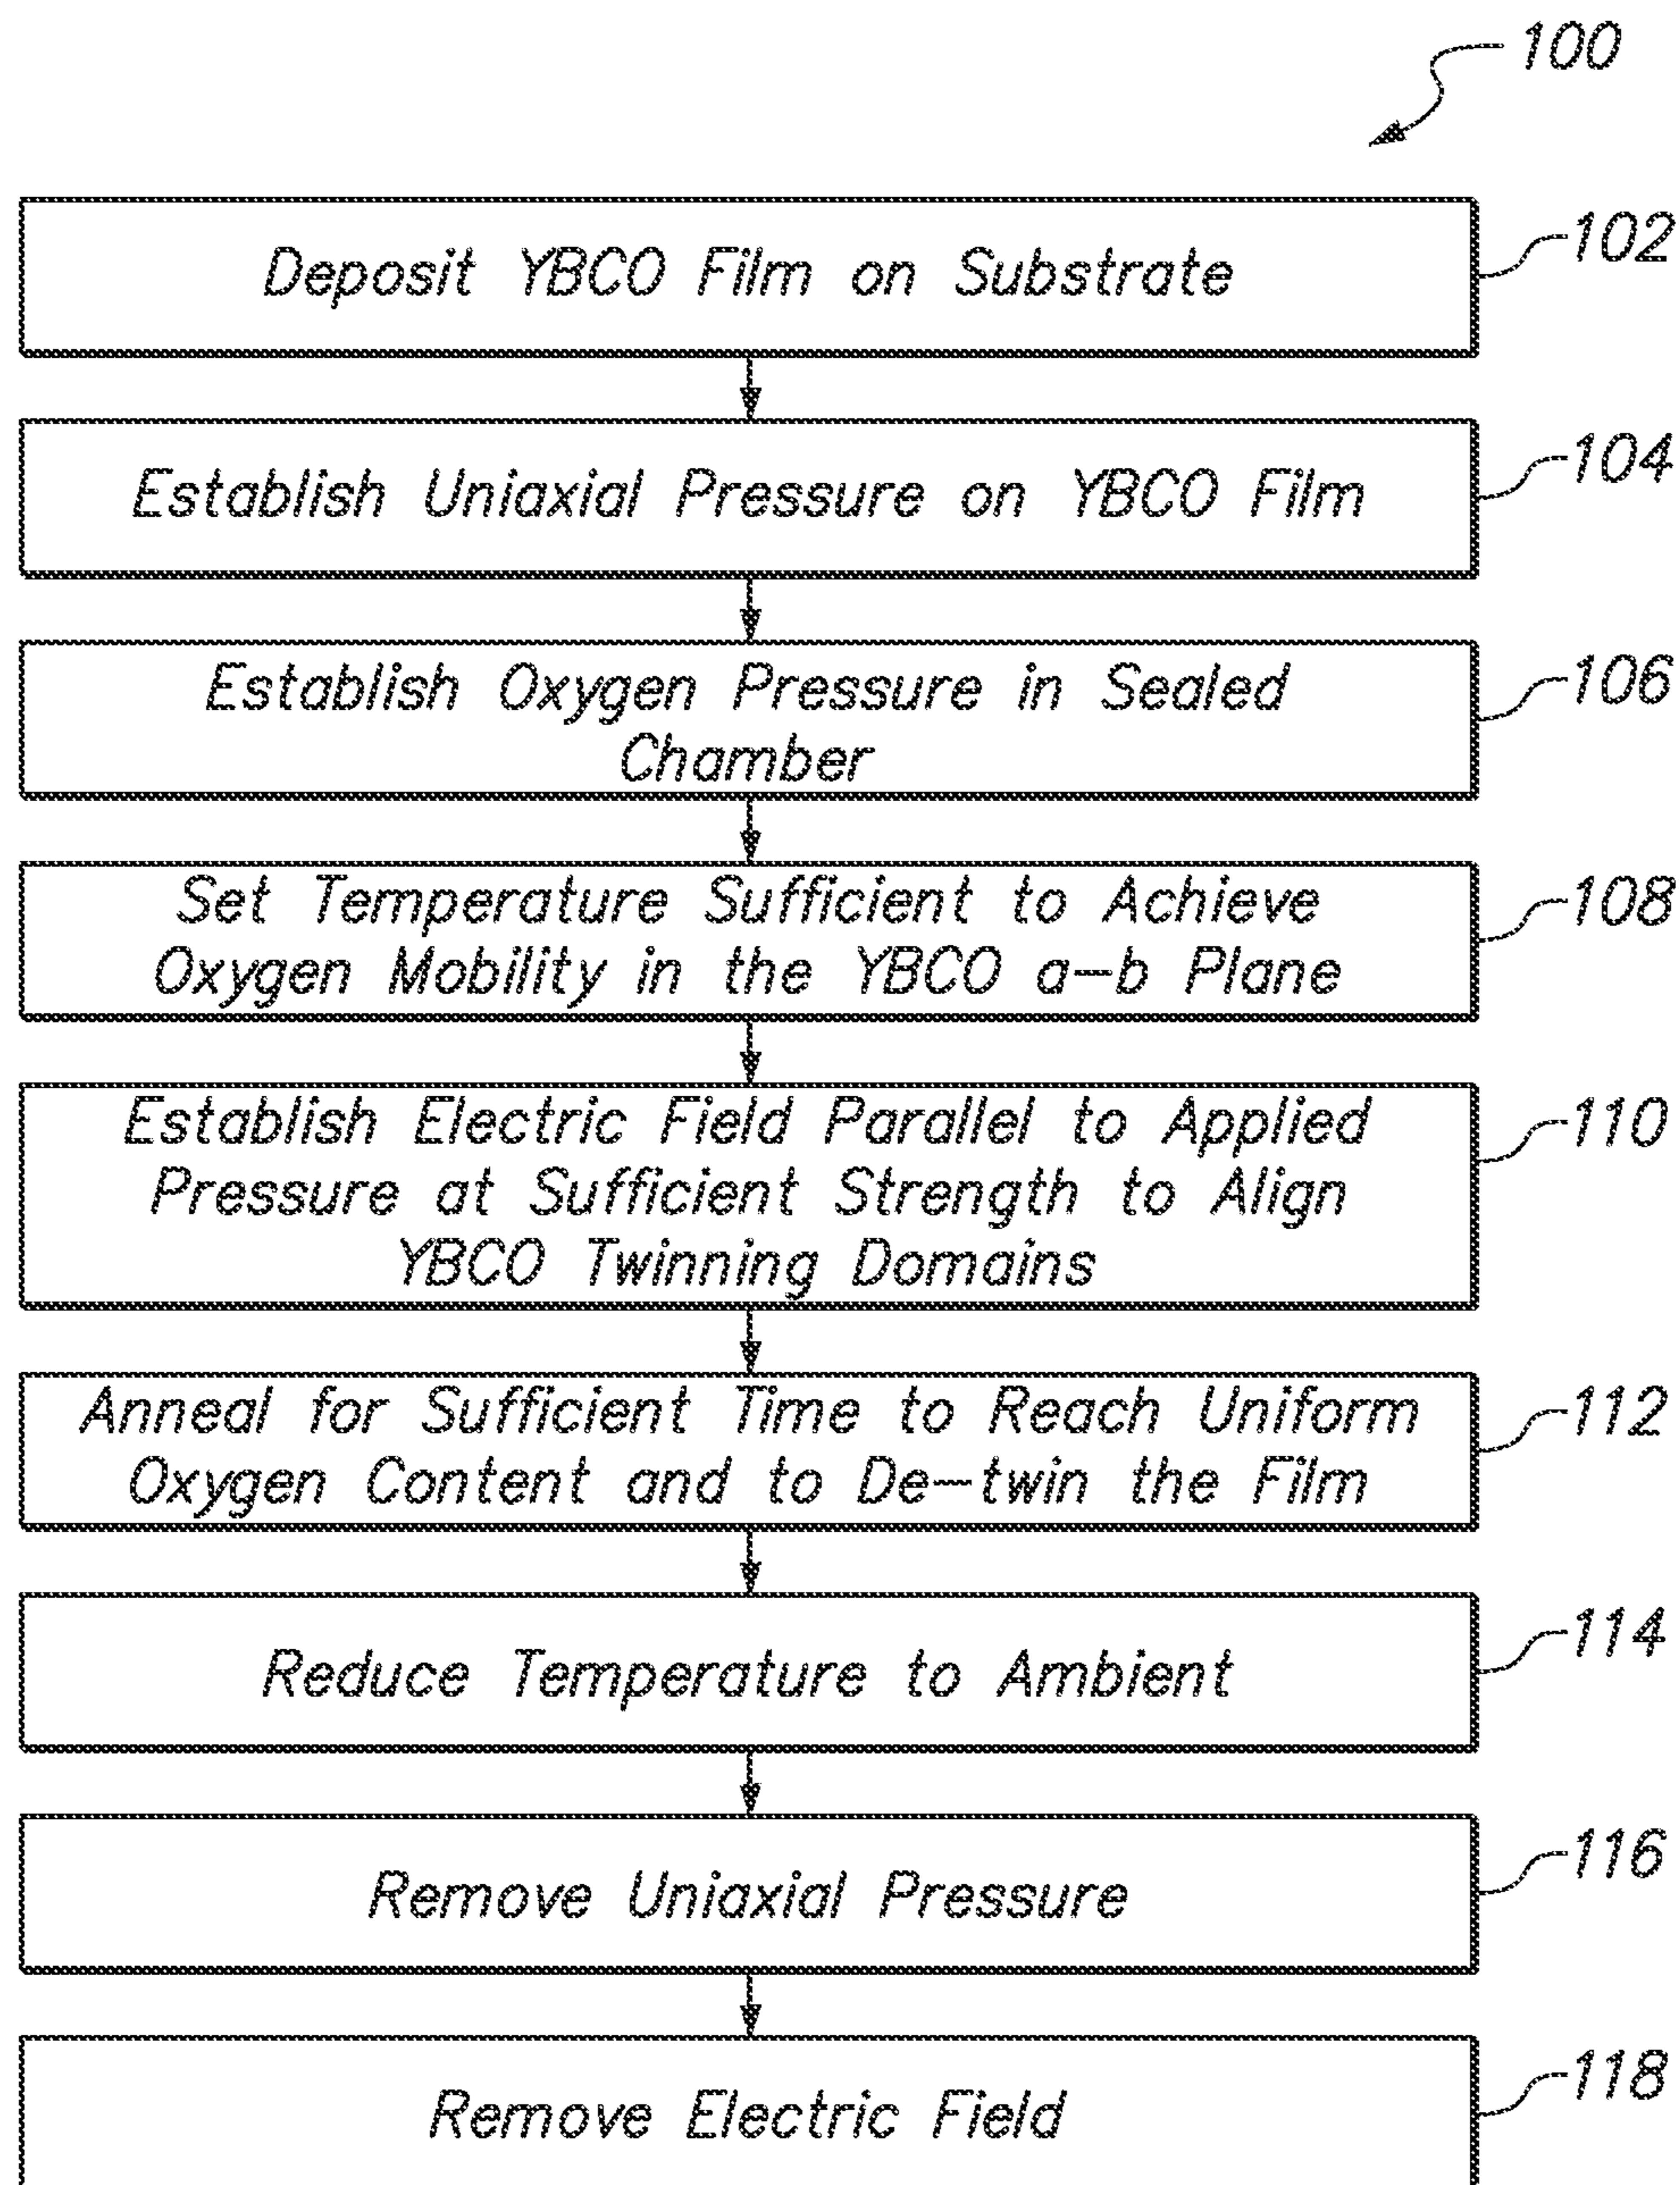 100
Deposit YBCO Film on Substrate
102
Establish Uniaxial Pressure on YBCO Film
104
Establish Oxygen Pressure in Sealed
Chamber
106
Set Temperature Sufficient to Achieve
Oxygen Mobility in the YBCO a-b Plane
108
Establish Electric Field Parallel to Applied
Pressure at Sufficient Strength to Align
YBCO Twinning Domains
110
Anneal for Sufficient Time to Reach Uniform
Oxygen Content and to De-twin the Film
112
Reduce Temperature to Ambient
114
Remove Uniaxial Pressure
116
Remove Electric Field
118